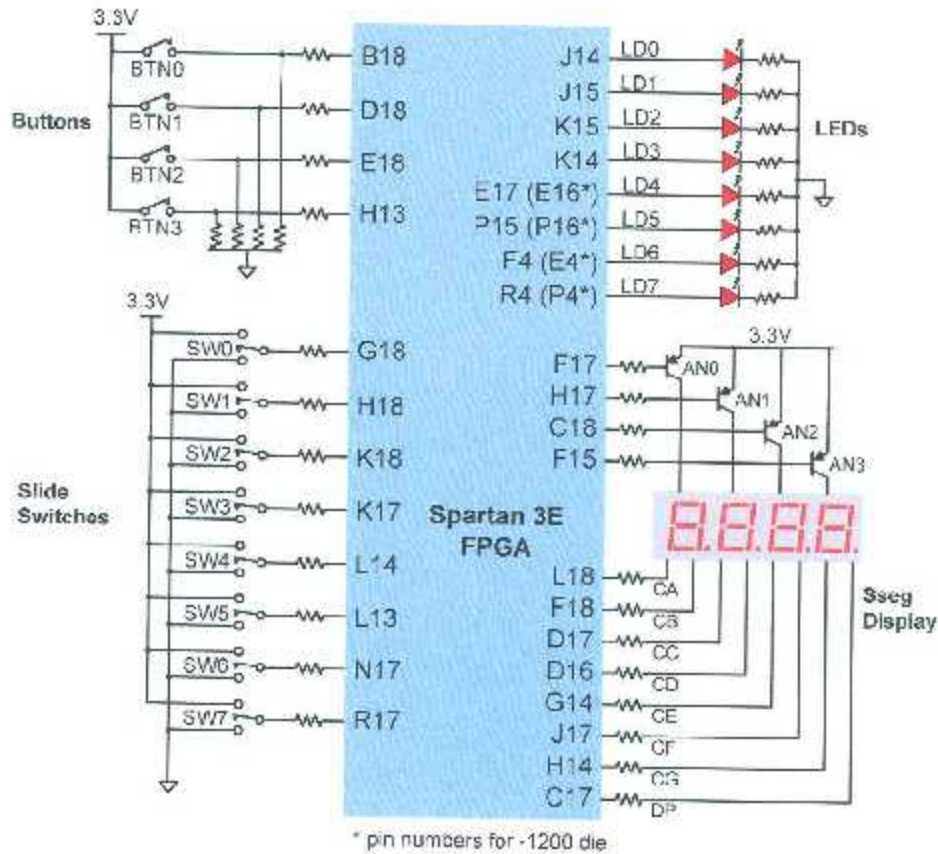 3.3V
BTN0
BTN1
BTN2
BTN3
Buttons
B18
D18
E18
H13
J14 LD0
J15 LD1
K15 LD2
K14 LD3
E17 (E16*) LD4
P15 (P16*) LD5
F4 (E4*) LD6
R4 (P4*) LD7
LEDs
3.3V
SW0
SW1
SW2
SW3
SW4
SW5
SW6
SW7
Slide
Switches
G18
H18
K18
K17
L14
L13
N17
R17
Spartan 3E
FPGA
3.3V
F17 AN0
H17 AN1
C18 AN2
F15 AN3
8.8.8.8.
L18 CA
F18 CB
D17 CC
D16 CD
G14 CE
J17 CF
H14 CG
C17 DP
Sseg
Display
* pin numbers for -1200 die